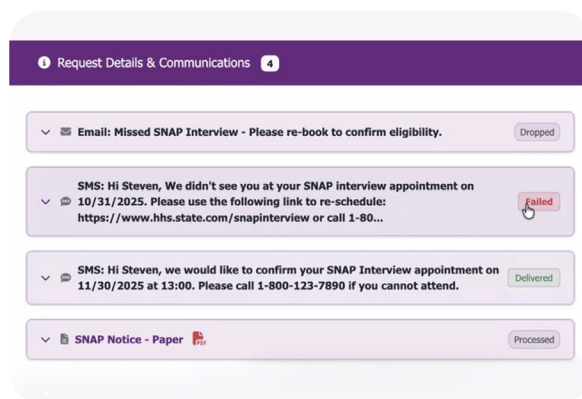 Request Details & Communications 4
Email: Missed SNAP Interview - Please re-book to confirm eligibility.
Dropped
SMS: Hi Steven, We didn't see you at your SNAP interview appointment on
10/31/2025. Please use the following link to re-schedule:
https://www.hhs.state.com/snapinterview or call 1-80...
Failed
SMS: Hi Steven, we would like to confirm your SNAP Interview appointment on
11/30/2025 at 13:00. Please call 1-800-123-7890 if you cannot attend.
Delivered
SNAP Notice - Paper PDF
Processed